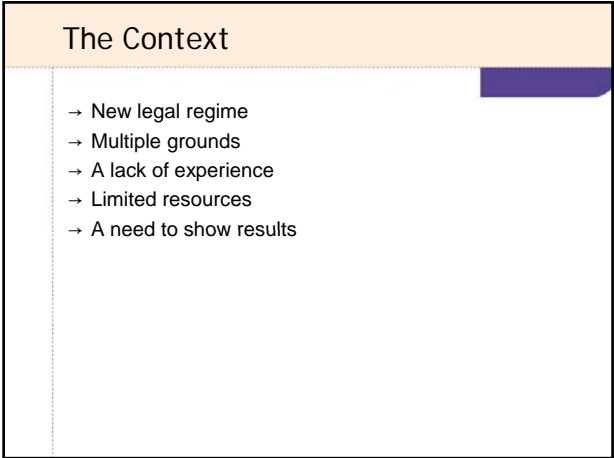 The Context
→ New legal regime
→ Multiple grounds
→ A lack of experience
→ Limited resources
→ A need to show results